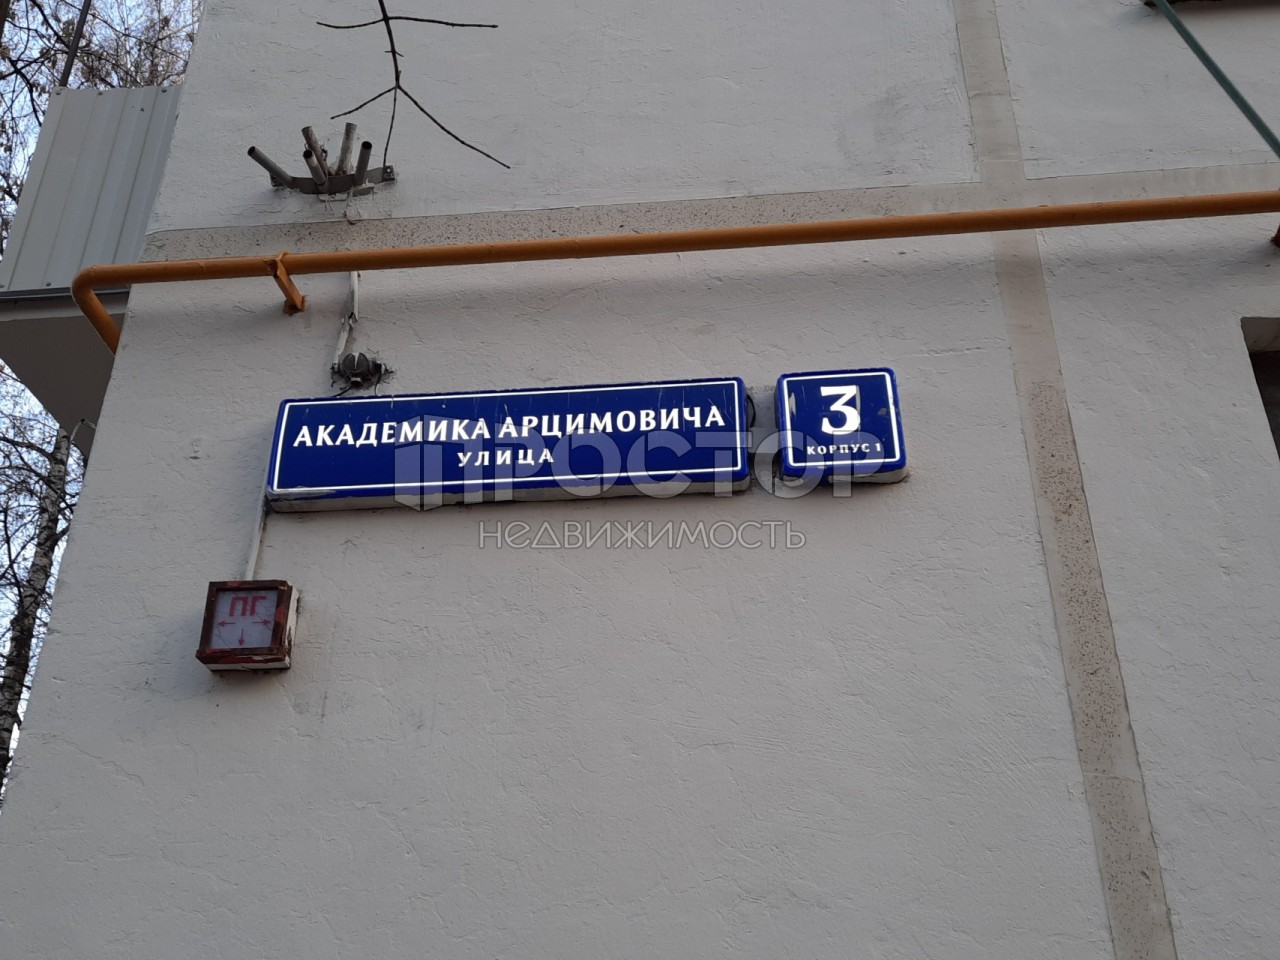 АКАДЕМИКА АРЦИМОВИЧА
УЛИЦА
3
КОРПУС 1
ПРОСТОР
НЕДВИЖИМОСТЬ
ПГ